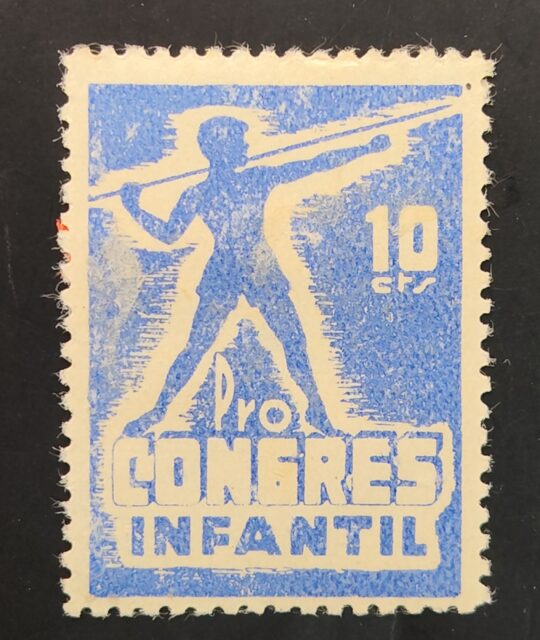 10
cts
Pro
CONGRES
INFANTIL